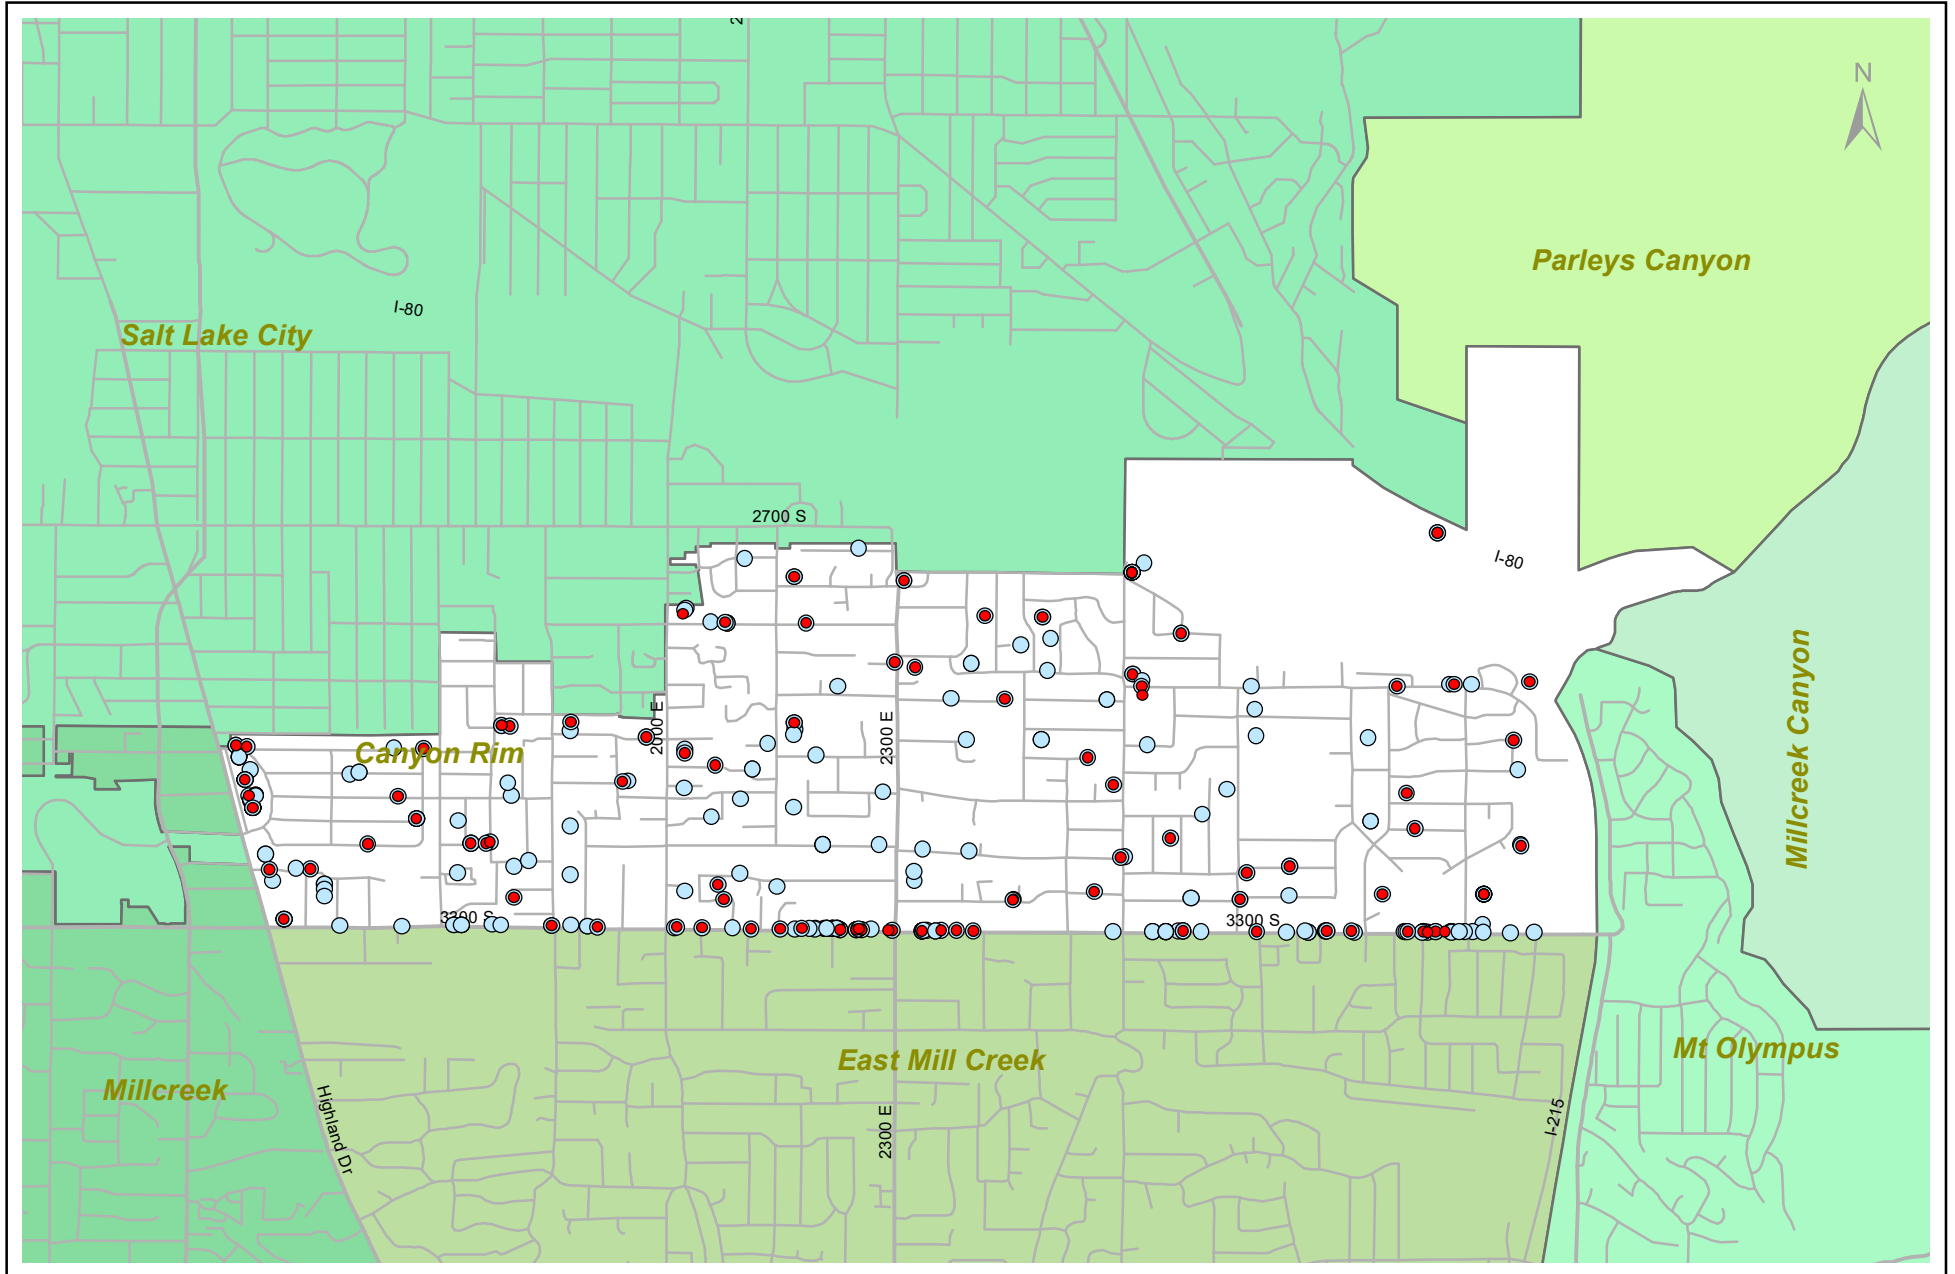 N
Parleys Canyon
I-80
Salt Lake City
2700 S
I-80
2000 E
2300 E
Canyon Rim
Millcreek Canyon
3300 S
3300 S
Mt Olympus
East Mill Creek
Millcreek
Highland Dr
2300 E
I-215